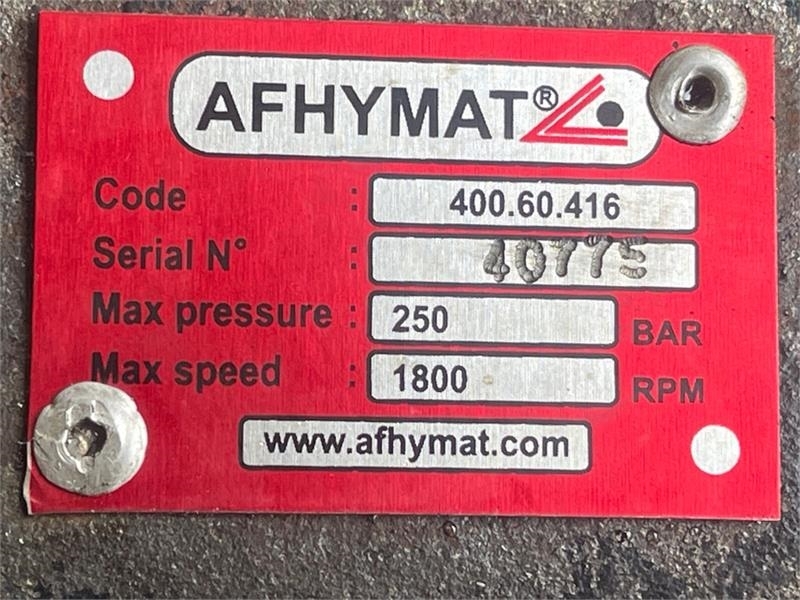 AFHYMAT®
Code : 400.60.416
Serial N° : 40775
Max pressure : 250 BAR
Max speed : 1800 RPM
www.afhymat.com